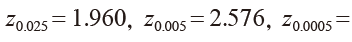 z0.025 = 1.960, z0.005 = 2.576, z0.0005 =